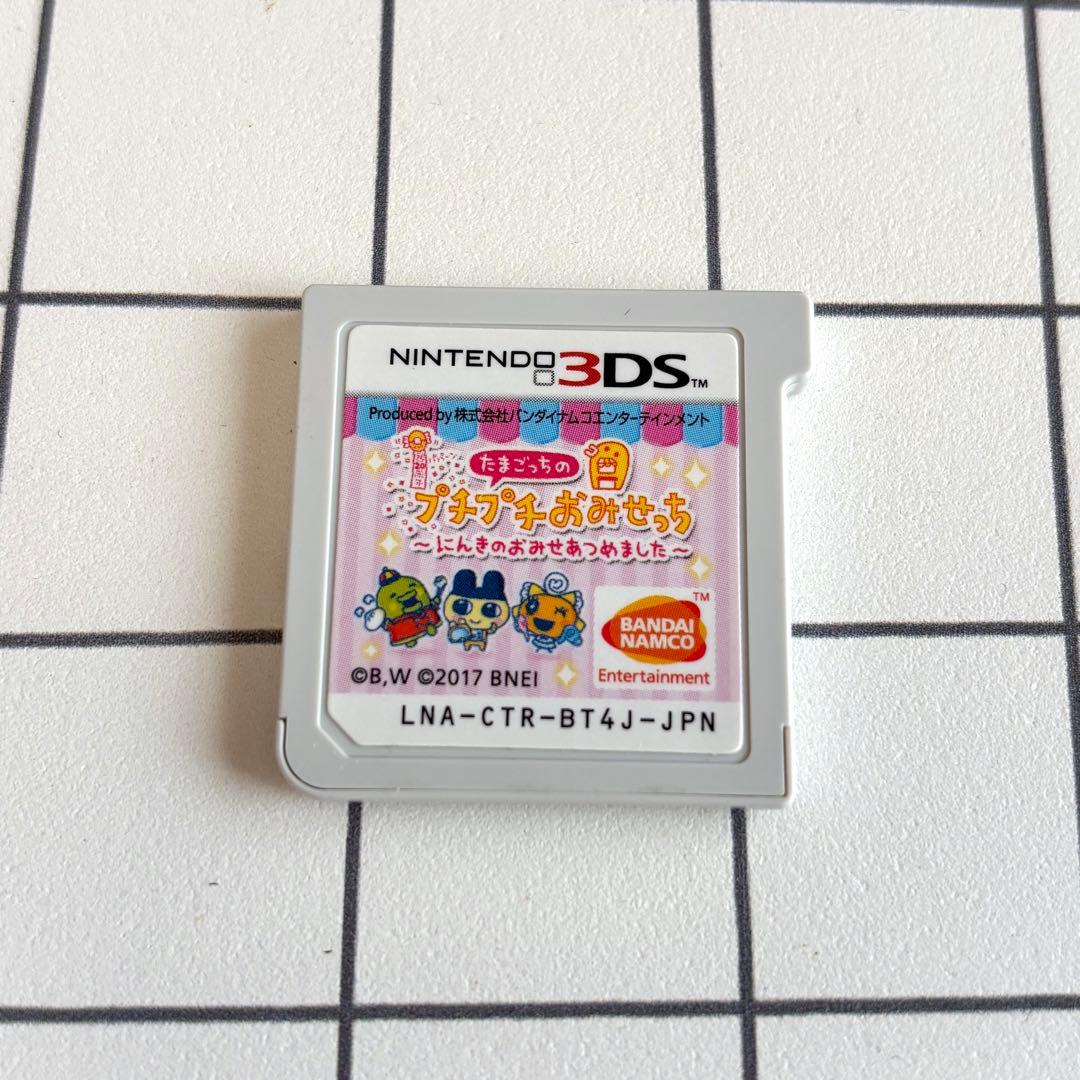 NINTENDO 3DS™
Produced by 株式会社バンダイナムコエンターテインメント
20
たまごっちの
プチプチおみせっち
～にんきのおみせあつめました～
BANDAI
NAMCO
™
Entertainment
©B,W ©2017 BNEI
LNA-CTR-BT4J-JPN